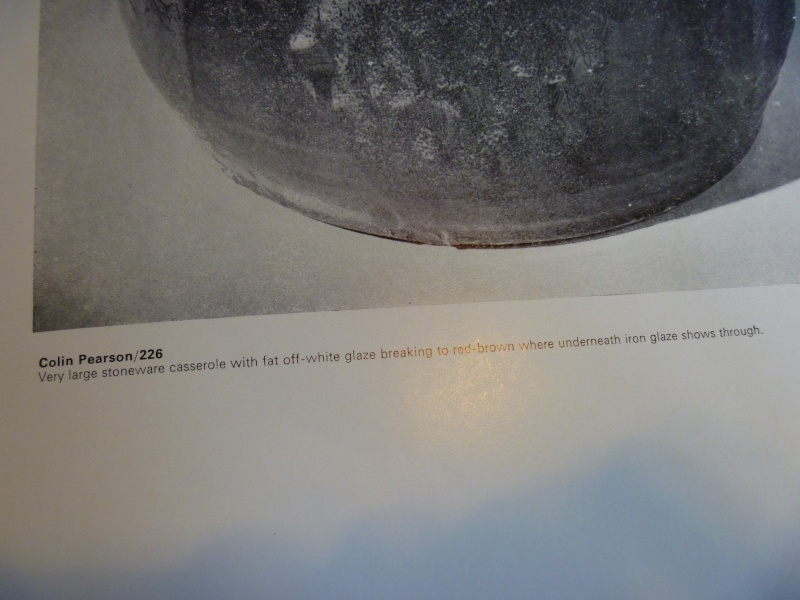 Colin Pearson/226
Very large stoneware casserole with fat off-white glaze breaking to red-brown where underneath iron glaze shows through.